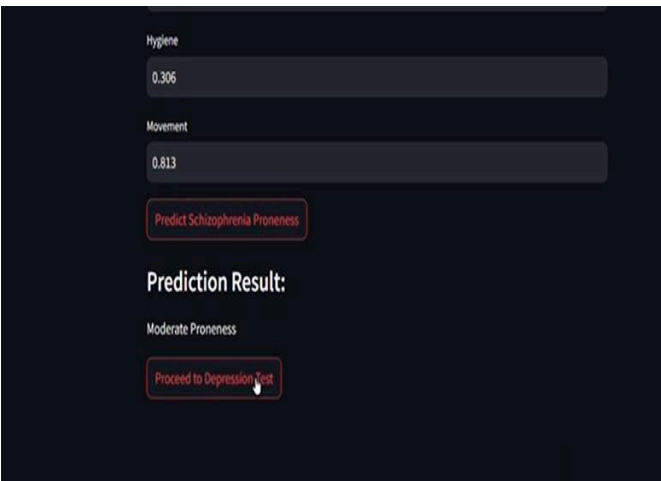 Hygiene
0.306
Movement
0.813
Predict Schizophrenia Proneness
Prediction Result:
Moderate Proneness
Proceed to Depression Test